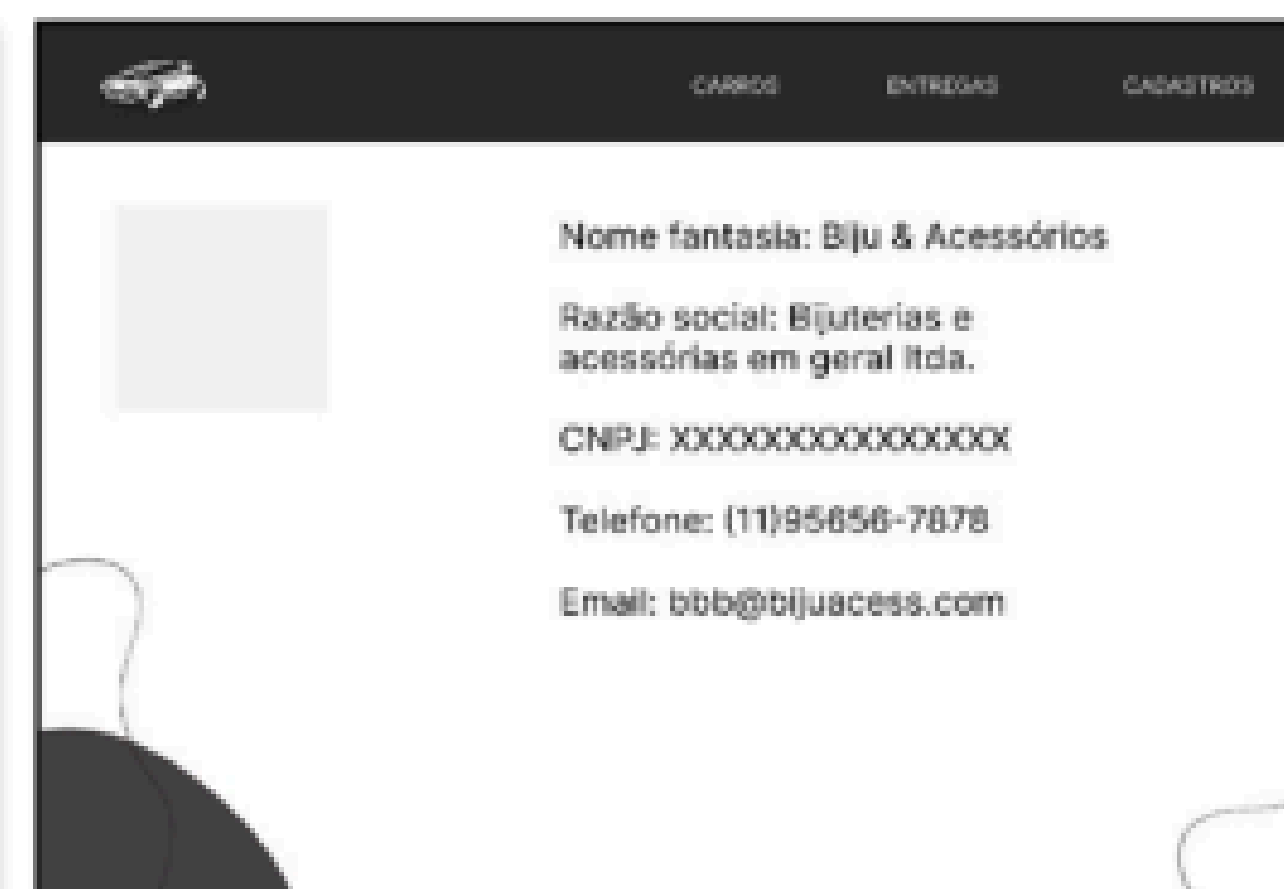 CARROS ENTREGAS CADASTROS
Nome fantasia: Biju & Acessórios
Razão social: Bijuterias e
acessórias em geral ltda.
CNPJ: XXXXXXXXXXXXXXXX
Telefone: (11)95656-7878
Email: bbb@bijuacess.com